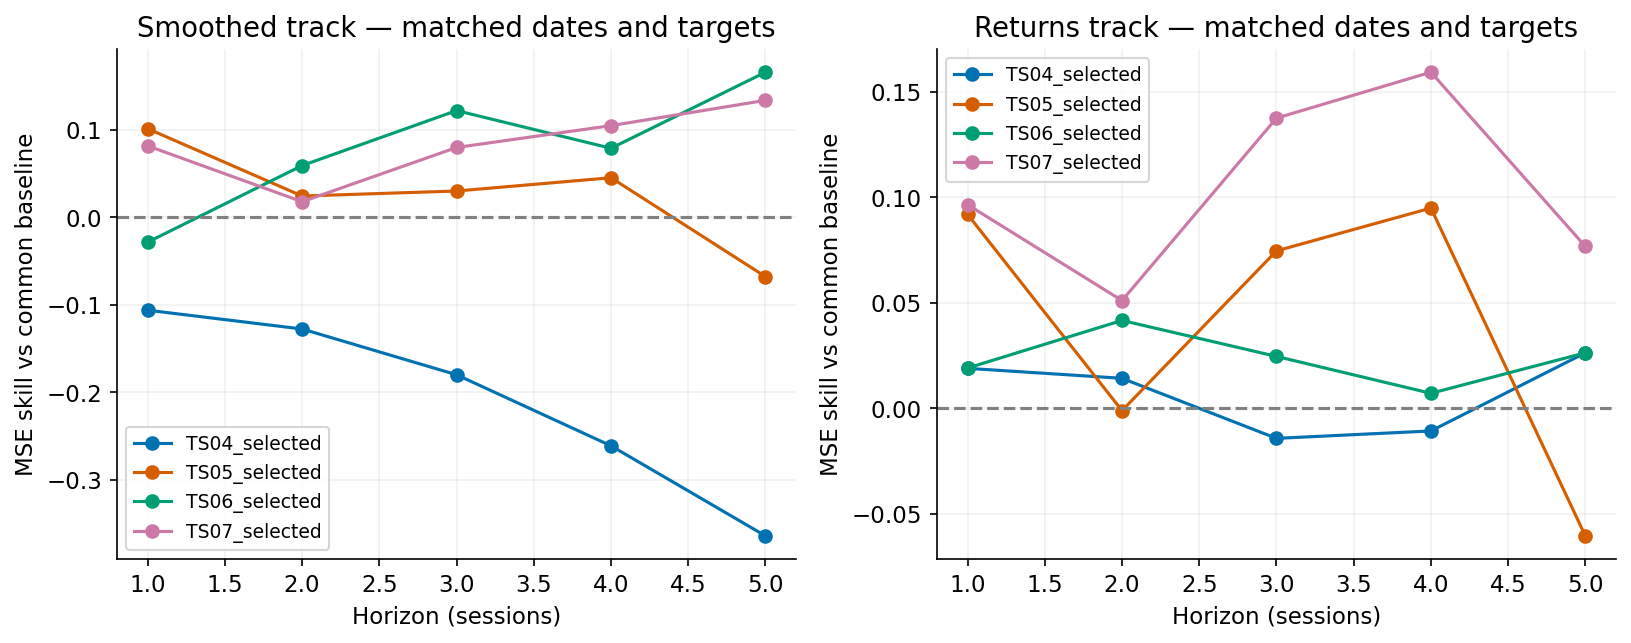 Smoothed track — matched dates and targets
MSE skill vs common baseline
0.1
0.0
−0.1
−0.2
−0.3
TS04_selected
TS05_selected
TS06_selected
TS07_selected
1.0 1.5 2.0 2.5 3.0 3.5 4.0 4.5 5.0
Horizon (sessions)
Returns track — matched dates and targets
MSE skill vs common baseline
0.15
0.10
0.05
0.00
−0.05
TS04_selected
TS05_selected
TS06_selected
TS07_selected
1.0 1.5 2.0 2.5 3.0 3.5 4.0 4.5 5.0
Horizon (sessions)